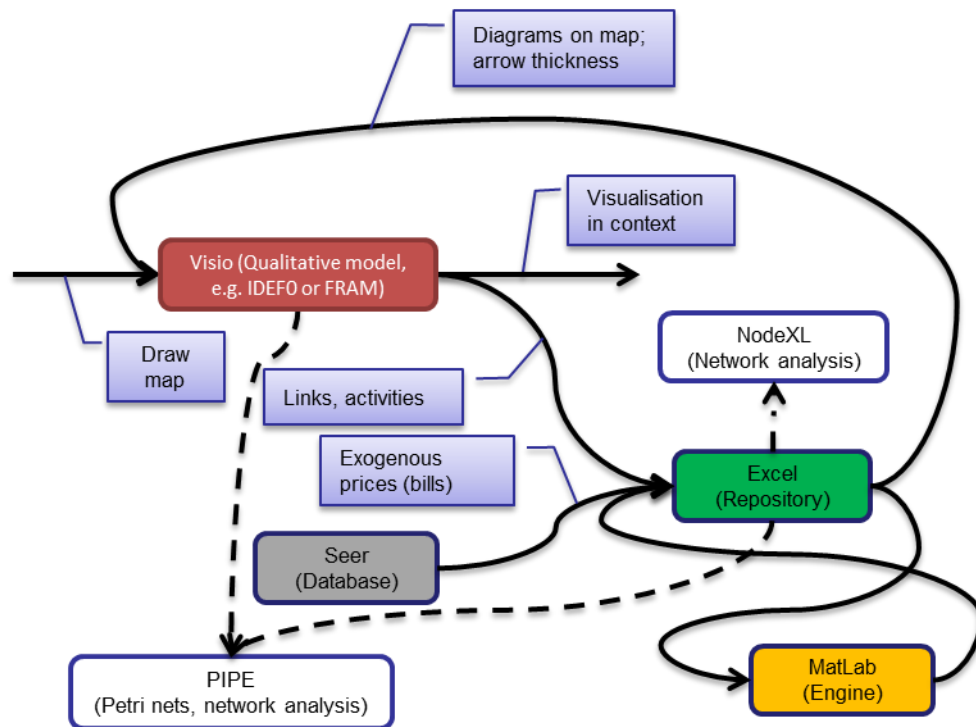 Diagrams on map;
arrow thickness
Visualisation
in context
Visio (Qualitative model,
e.g. IDEF0 or FRAM)
Draw
map
NodeXL
(Network analysis)
Links, activities
Exogenous
prices (bills)
Excel
(Repository)
Seer
(Database)
PIPE
(Petri nets, network analysis)
MatLab
(Engine)